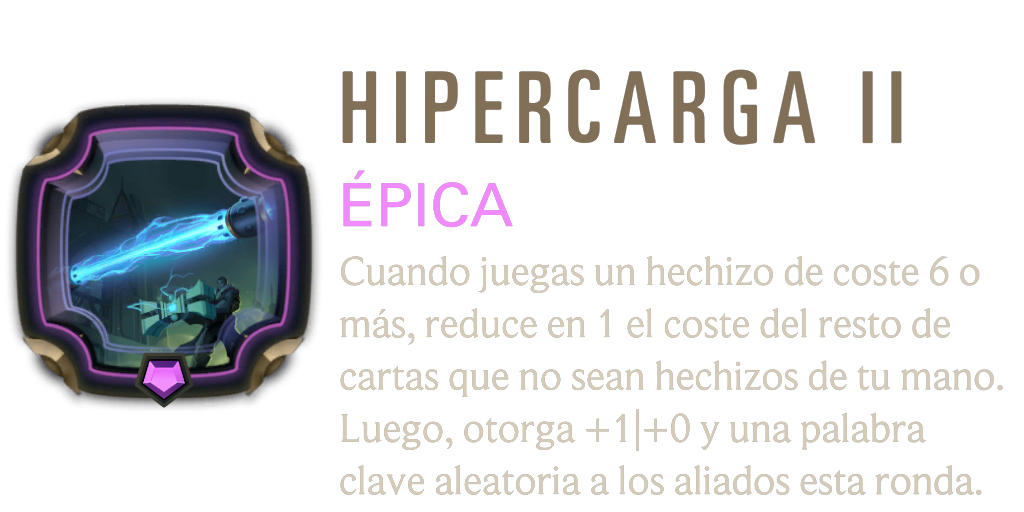 HIPERCARGA II
ÉPICA
Cuando juegas un hechizo de coste 6 o
más, reduce en 1 el coste del resto de
cartas que no sean hechizos de tu mano.
Luego, otorga +1|+0 y una palabra
clave aleatoria a los aliados esta ronda.